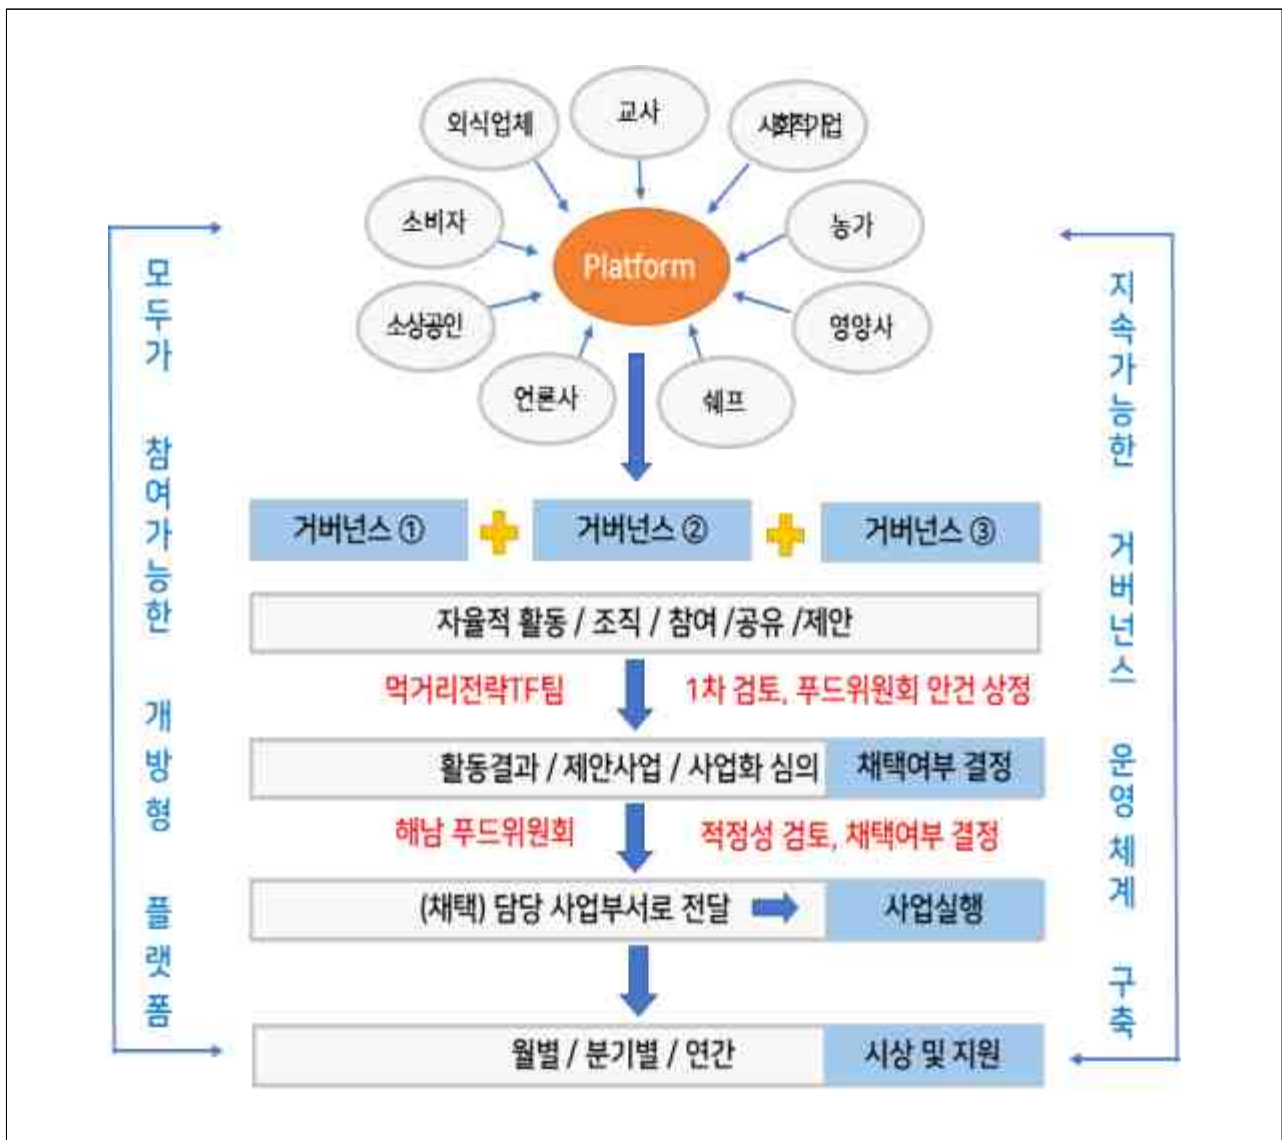 교사
외식업체
사회적기업
소비자
농가
Platform
소상공인
영양사
언론사
쉐프
모두가 참여가능한 개방형 플랫폼
지속가능한 거버넌스 운영체계 구축
거버넌스 ①
거버넌스 ②
거버넌스 ③
자율적 활동 / 조직 / 참여 /공유 /제안
먹거리전략TF팀
1차 검토, 푸드위원회 안건 상정
활동결과 / 제안사업 / 사업화 심의
채택여부 결정
해남 푸드위원회
적정성 검토, 채택여부 결정
(채택) 담당 사업부서로 전달
사업실행
월별 / 분기별 / 연간
시상 및 지원